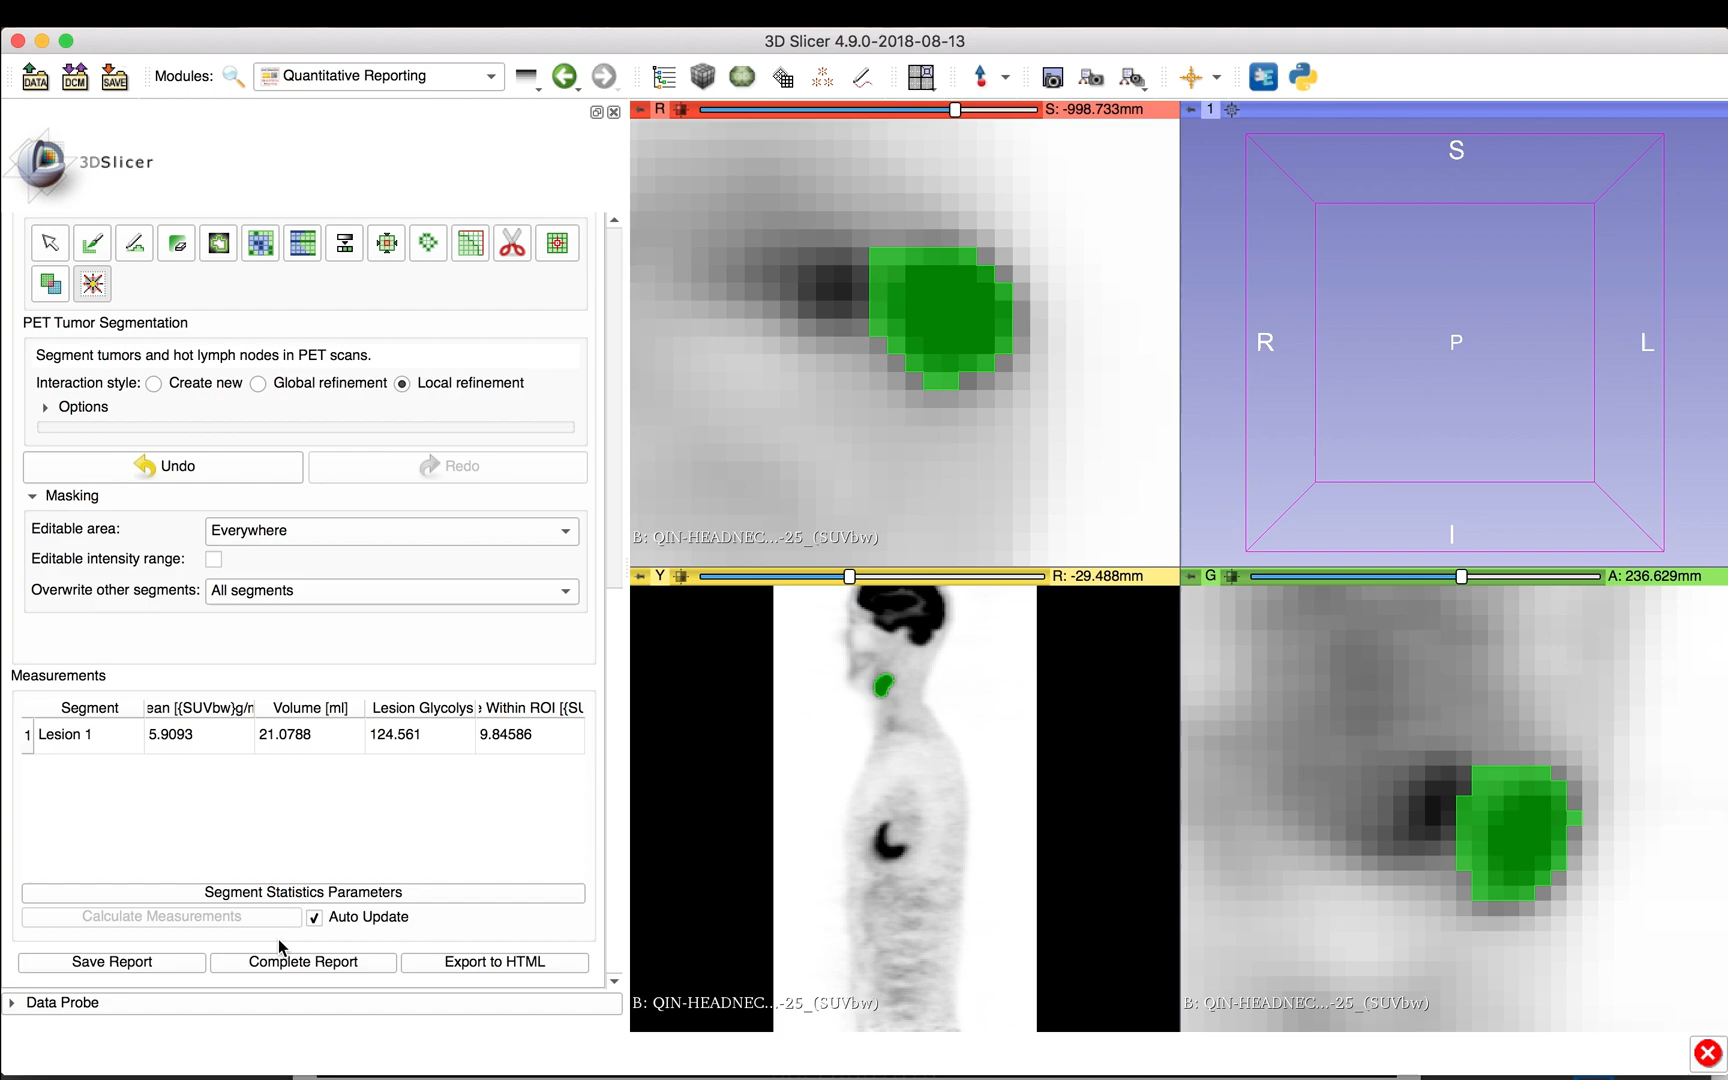 3D Slicer 4.9.0-2018-08-13
DATA
DCM
SAVE
Modules:
Quantitative Reporting
3DSlicer
PET Tumor Segmentation
Segment tumors and hot lymph nodes in PET scans.
Interaction style: Create new Global refinement Local refinement
Options
Undo
Redo
Masking
Editable area: Everywhere
Editable intensity range:
Overwrite other segments: All segments
Measurements
Segment ean [{SUVbw}g/n Volume [ml] Lesion Glycolys e Within ROI [{SU
1 Lesion 1 5.9093 21.0788 124.561 9.84586
Segment Statistics Parameters
Calculate Measurements Auto Update
Save Report Complete Report Export to HTML
Data Probe
R S: -998.733mm
B: QIN-HEADNEC...-25_(SUVbw)
1
S
R P L
I
Y R: -29.488mm
B: QIN-HEADNEC...-25_(SUVbw)
G A: 236.629mm
B: QIN-HEADNEC...-25_(SUVbw)